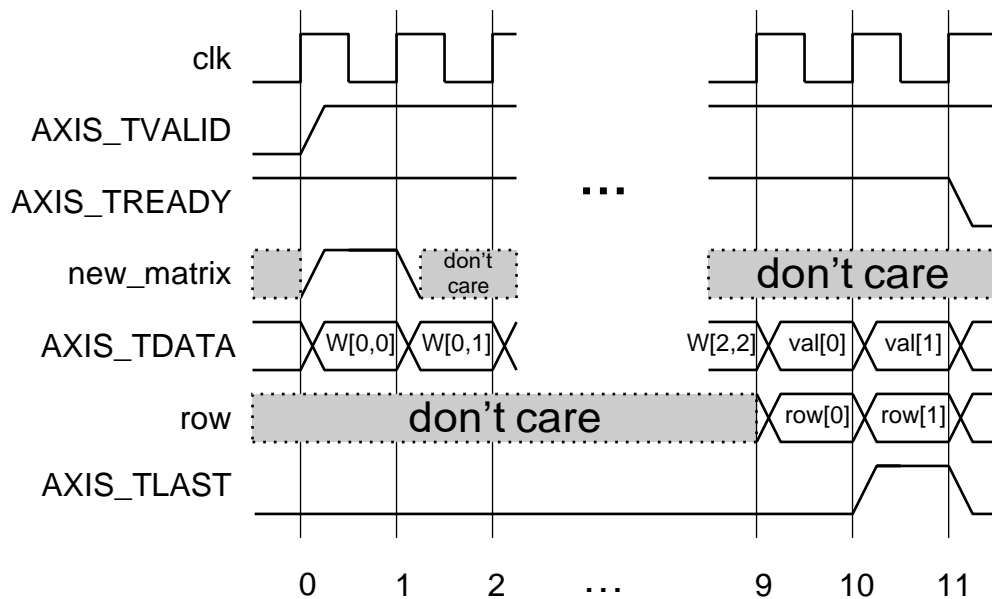 clk
AXIS_TVALID
AXIS_TREADY
...
new_matrix
don't
care
don't care
AXIS_TDATA
W[0,0]
W[0,1]
W[2,2]
val[0]
val[1]
row
don't care
row[0]
row[1]
AXIS_TLAST
0 1 2 ... 9 10 11